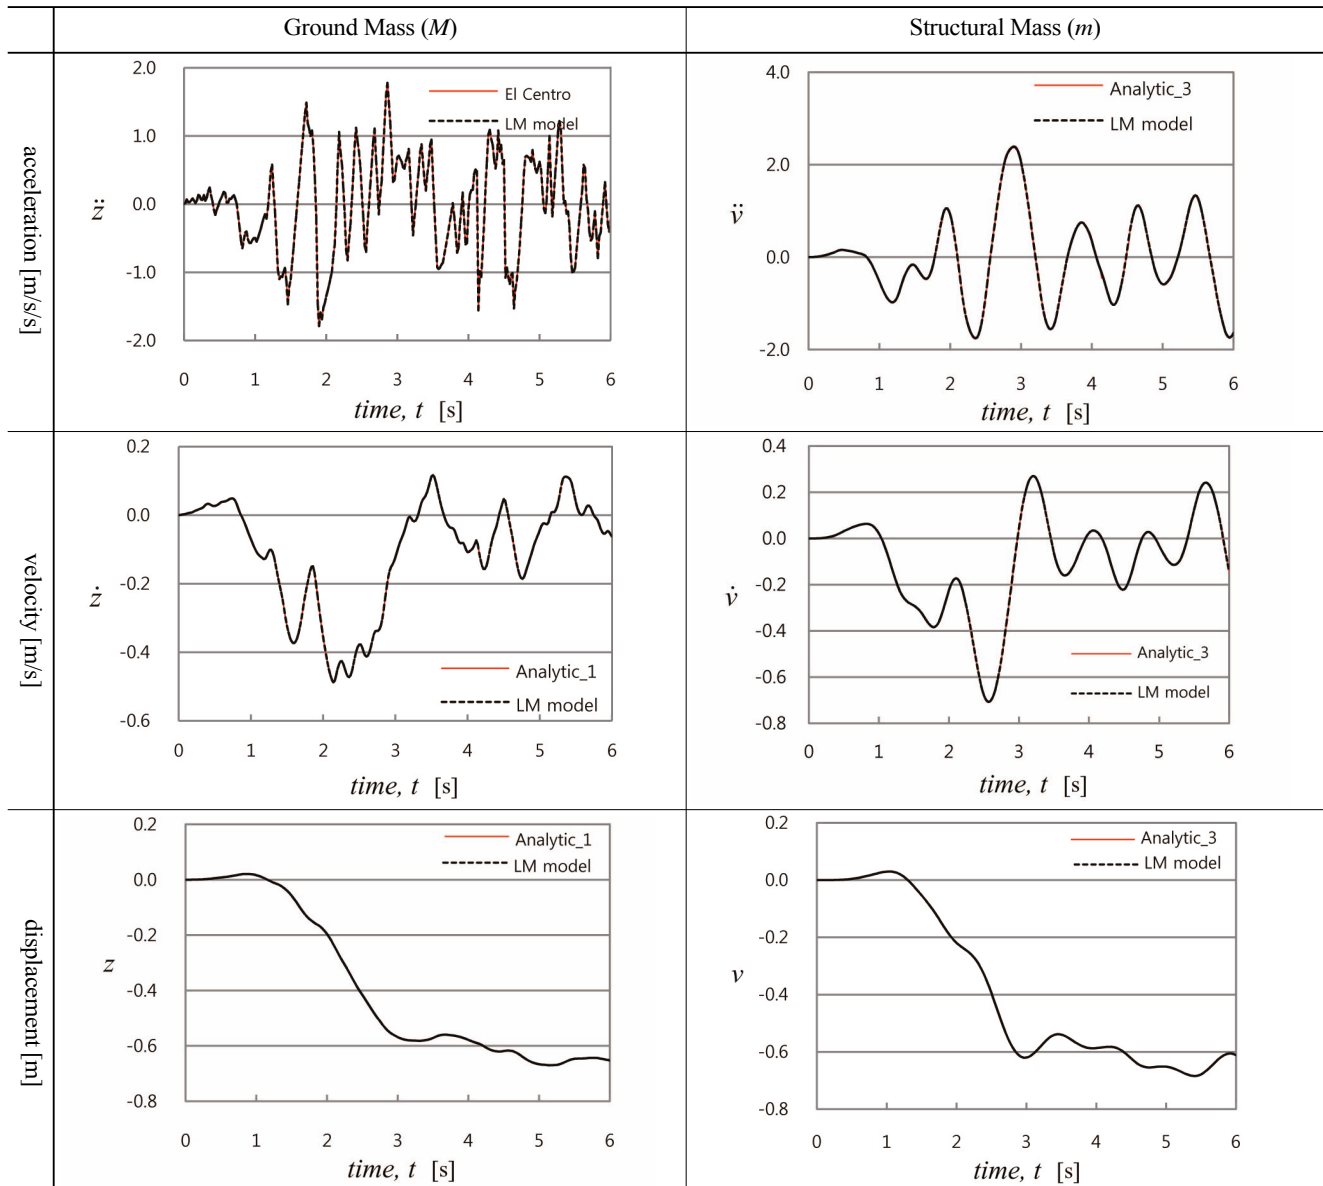 Ground Mass (M)
Structural Mass (m)
acceleration [m/s/s]
z̈
2.0
1.0
0.0
-1.0
-2.0
El Centro
LM model
0 1 2 3 4 5 6
time, t [s]
v̈
4.0
2.0
0.0
-2.0
Analytic_3
LM model
0 1 2 3 4 5 6
time, t [s]
velocity [m/s]
ż
0.2
0.0
-0.2
-0.4
-0.6
Analytic_1
LM model
0 1 2 3 4 5 6
time, t [s]
v̇
0.4
0.2
0.0
-0.2
-0.4
-0.6
-0.8
Analytic_3
LM model
0 1 2 3 4 5 6
time, t [s]
displacement [m]
z
0.2
0.0
-0.2
-0.4
-0.6
-0.8
Analytic_1
LM model
0 1 2 3 4 5 6
time, t [s]
v
0.2
0.0
-0.2
-0.4
-0.6
-0.8
Analytic_3
LM model
0 1 2 3 4 5 6
time, t [s]